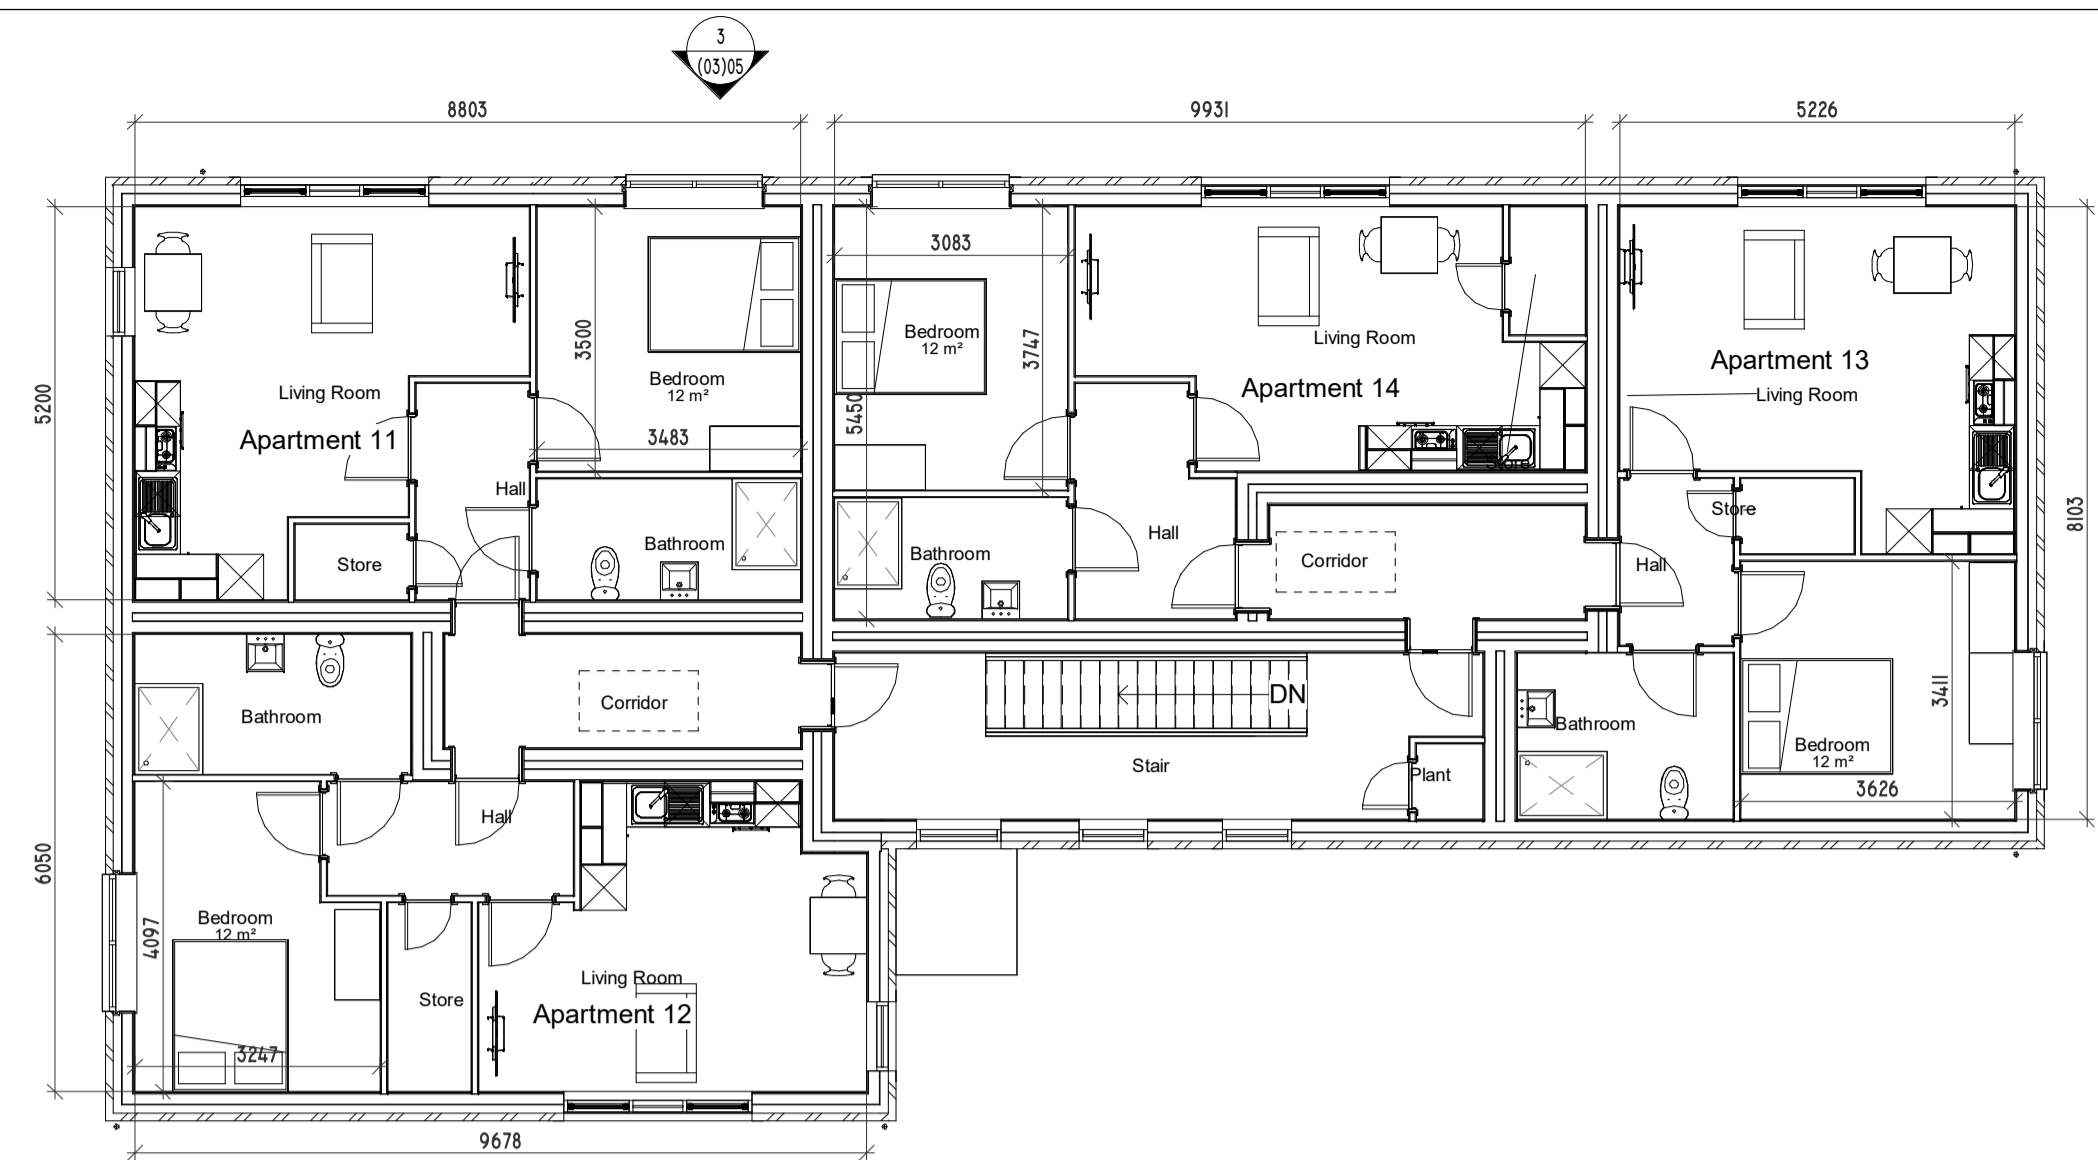 3
(03)05
8803
9931
5226
3083
Bedroom
12 m²
3500
3747
Living Room
Apartment 13
Living Room
Bedroom
12 m²
Living Room
Apartment 14
5200
5450
Apartment 11
3483
Store
Hall
Store
8103
Hall
Bathroom
Bathroom
Store
Corridor
Hall
Corridor
3411
DN
Bathroom
Bathroom
Bedroom
12 m²
Stair
Plant
3626
Hall
6050
Bedroom
12 m²
4097
Living Room
Store
Apartment 12
3247
9678